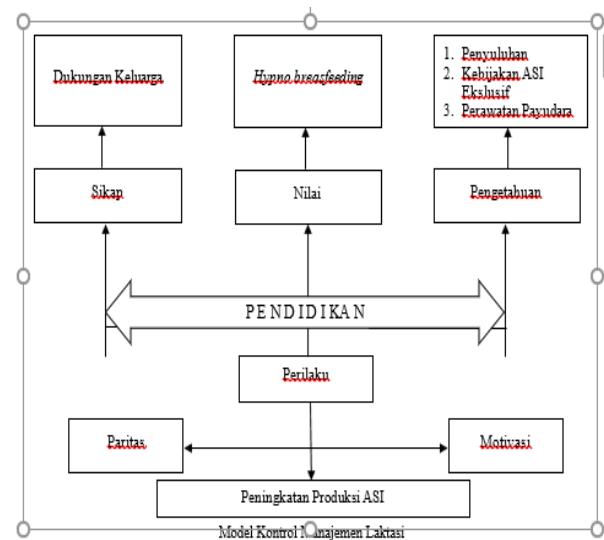 Dukungan Keluarga
Hypno breasfeeding
1. Penyuluhan
2. Kebijakan ASI
Ekslusif
3. Perawatan Payudara
Sikap
Nilai
Pengetahuan
PENDIDIKAN
Perilaku
Paritas
Motivasi
Peningkatan Produksi ASI
Model Kontrol Manajemen Laktasi